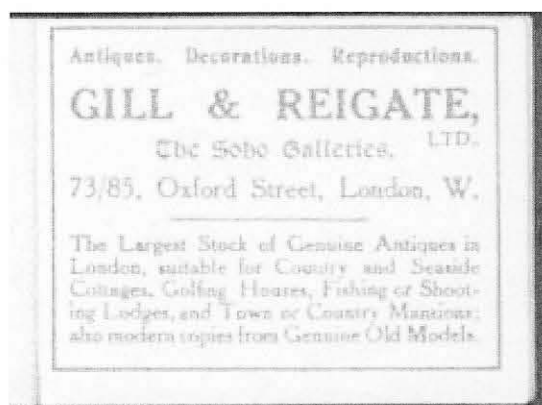 Antiques. Decorations. Reproductions.
GILL & REIGATE,
LTD.
The Soho Galleries.
73/85, Oxford Street, London, W.
The Largest Stock of Genuine Antiques in
London, suitable for Country and Seaside
Cottages, Golfing Houses, Fishing or Shoot-
ing Lodges, and Town or Country Mansions;
also modern copies from Genuine Old Models.